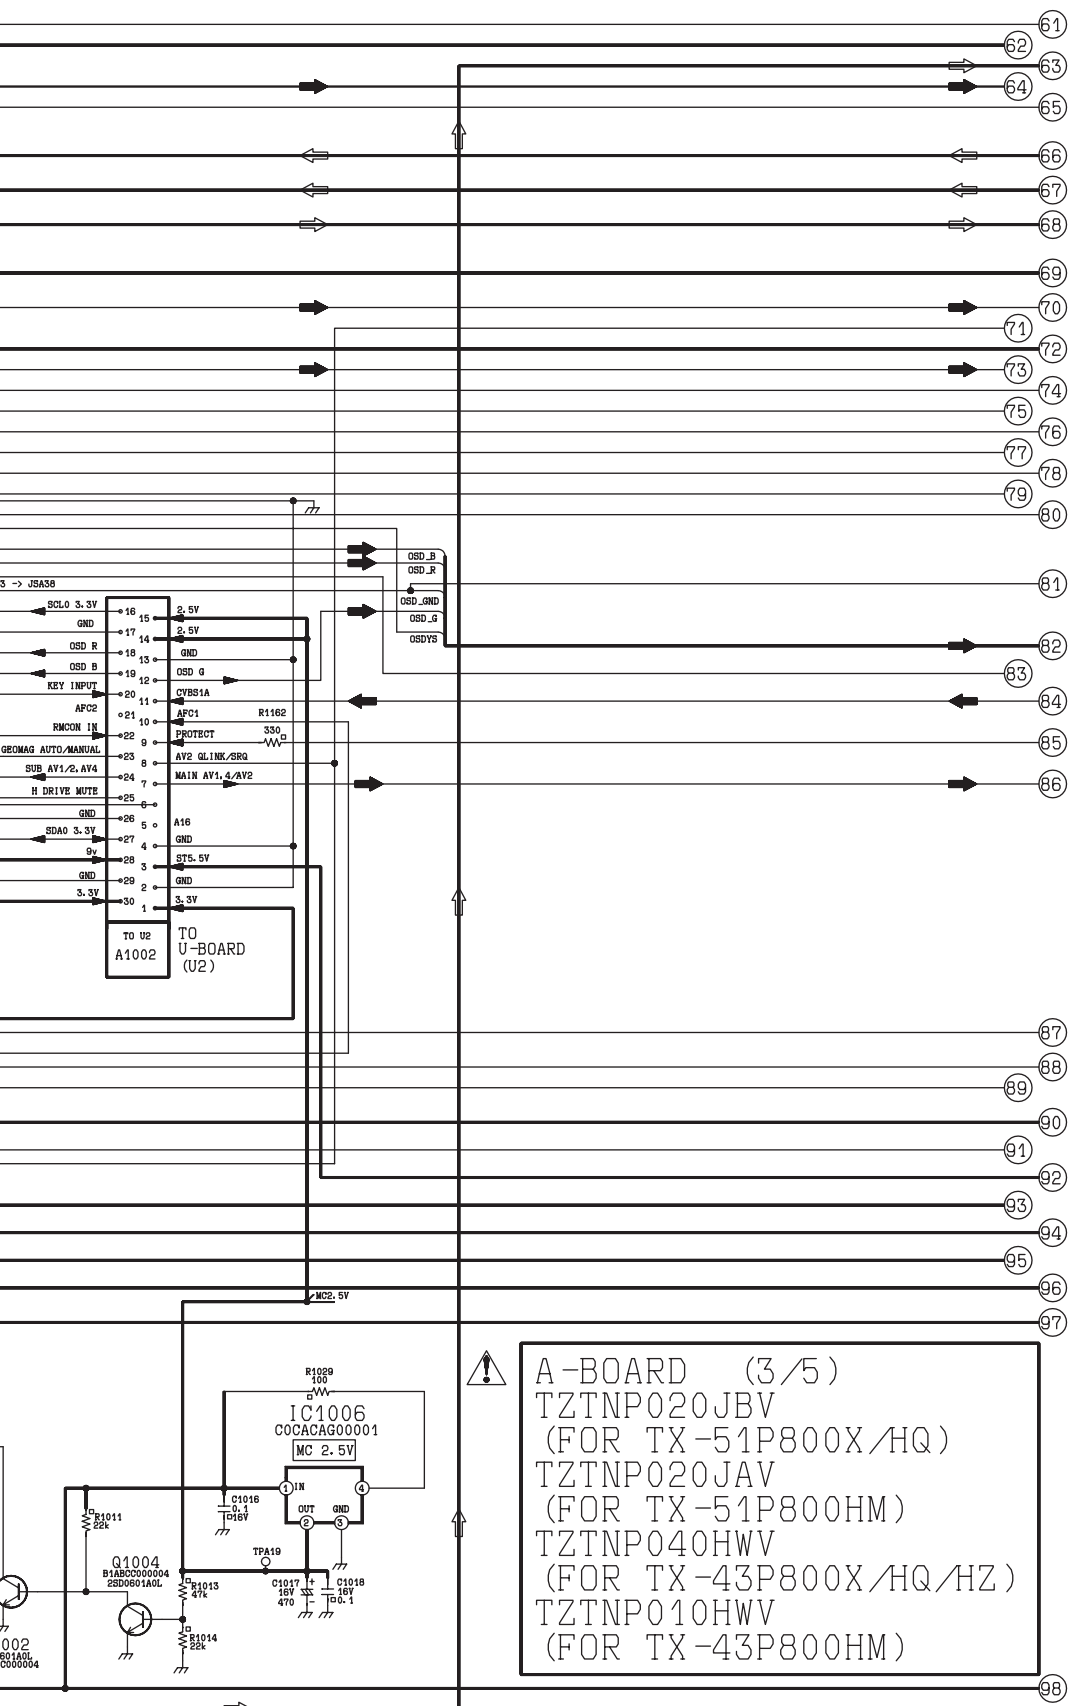 61
62
63
64
65
66
67
68
69
70
71
72
73
74
75
76
77
78
79
80
OSD_B
OSD_R
3 -> JSA38
81
OSD_GND
SCL0 3.3V
16
15
2.5V
OSD_G
GND
17
14
2.5V
OSDYS
82
OSD R
18
13
GND
OSD B
19
12
OSD G
83
KEY INPUT
20
11
CVBS1A
84
AFC2
21
10
AFC1
R1162
330
RMCON IN
22
9
PROTECT
85
GEOMAG AUTO/MANUAL
23
8
AV2 QLINK/SRQ
SUB AV1/2,AV4
24
7
MAIN AV1,4/AV2
86
H DRIVE MUTE
25
6
GND
26
5
A16
SDA0 3.3V
27
4
GND
9v
28
3
ST5.5V
GND
29
2
GND
3.3V
30
1
3.3V
TO U2
A1002
TO
U-BOARD
(U2)
87
88
89
90
91
92
93
94
95
96
MC2.5V
97
R1029
100
IC1006
C0CACAG00001
MC 2.5V
1
IN
4
C1016
0.1
16V
OUT
GND
2
3
R1011
22k
TPA19
Q1004
B1ABCC000004
2SD0601A0L
R1013
47k
C1017
16V
470
+
-
C1018
16V
0.1
R1014
22k
002
601A0L
CC000004
A-BOARD (3/5)
TZTNP020JBV
(FOR TX-51P800X/HQ)
TZTNP020JAV
(FOR TX-51P800HM)
TZTNP040HWV
(FOR TX-43P800X/HQ/HZ)
TZTNP010HWV
(FOR TX-43P800HM)
98